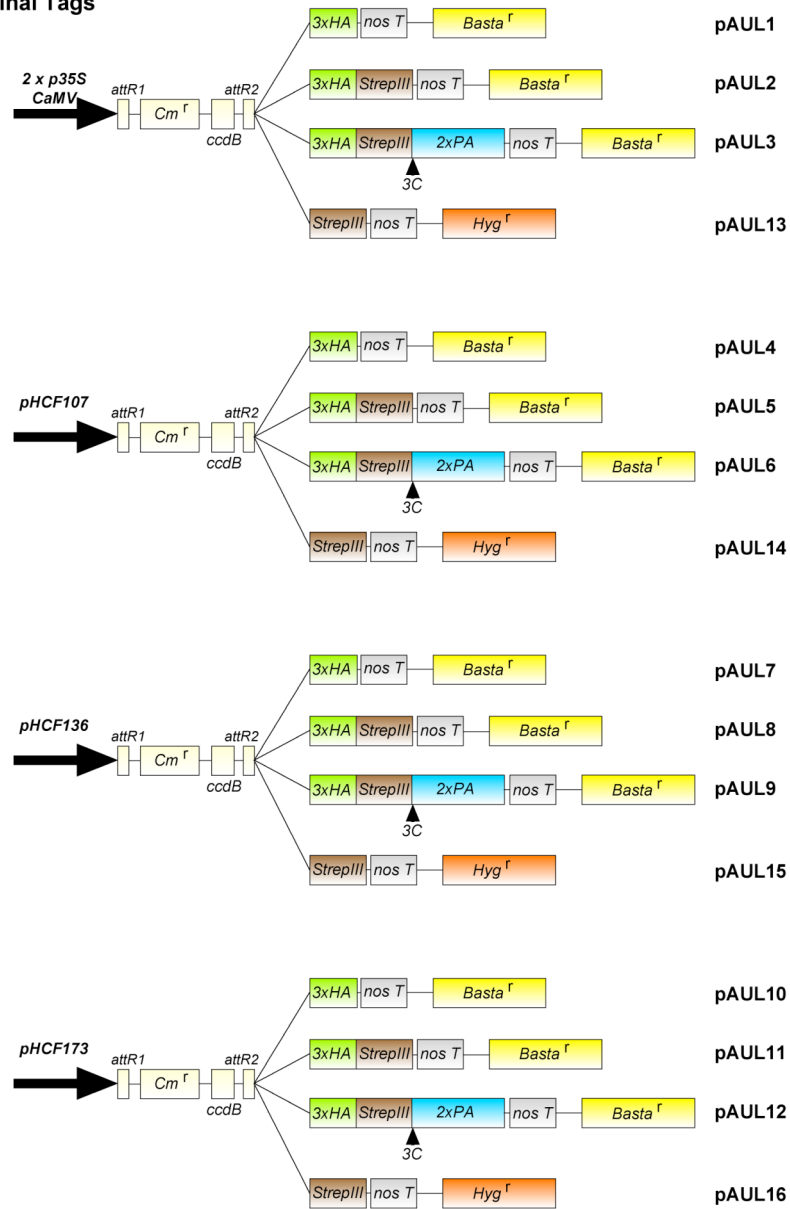 inal Tags
3xHA nos T Basta r pAUL1
2 x p35S
CaMV
attR1 attR2
3xHA StrepIII nos T Basta r pAUL2
Cm r
ccdB
3xHA StrepIII 2xPA nos T Basta r pAUL3
3C
StrepIII nos T Hyg r pAUL13
3xHA nos T Basta r pAUL4
pHCF107
attR1 attR2
3xHA StrepIII nos T Basta r pAUL5
Cm r
ccdB
3xHA StrepIII 2xPA nos T Basta r pAUL6
3C
StrepIII nos T Hyg r pAUL14
3xHA nos T Basta r pAUL7
pHCF136
attR1 attR2
3xHA StrepIII nos T Basta r pAUL8
Cm r
ccdB
3xHA StrepIII 2xPA nos T Basta r pAUL9
3C
StrepIII nos T Hyg r pAUL15
3xHA nos T Basta r pAUL10
pHCF173
attR1 attR2
3xHA StrepIII nos T Basta r pAUL11
Cm r
ccdB
3xHA StrepIII 2xPA nos T Basta r pAUL12
3C
StrepIII nos T Hyg r pAUL16